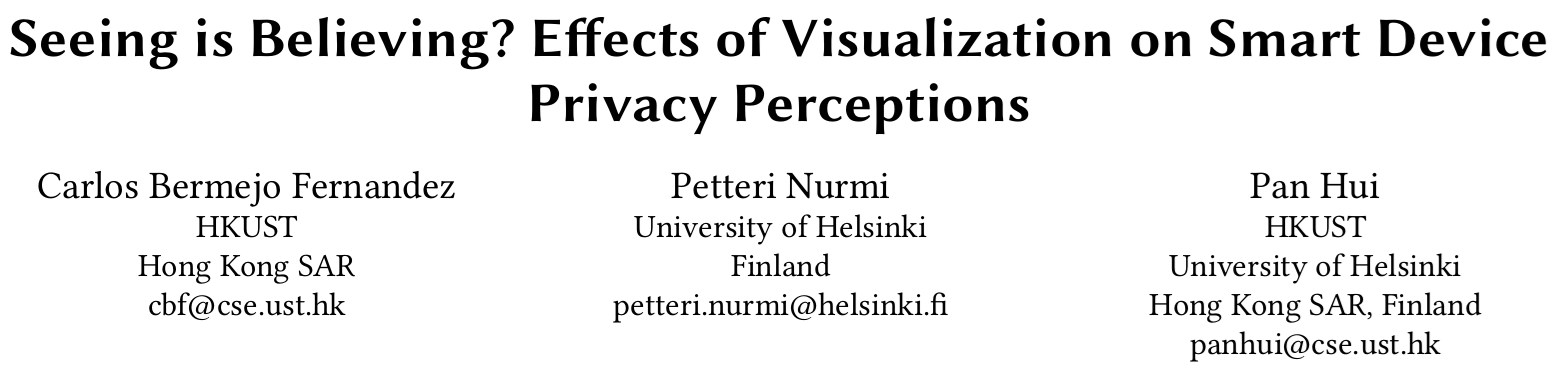 Seeing is Believing? Effects of Visualization on Smart Device
Privacy Perceptions
Carlos Bermejo Fernandez
HKUST
Hong Kong SAR
cbf@cse.ust.hk
Petteri Nurmi
University of Helsinki
Finland
petteri.nurmi@helsinki.fi
Pan Hui
HKUST
University of Helsinki
Hong Kong SAR, Finland
panhui@cse.ust.hk